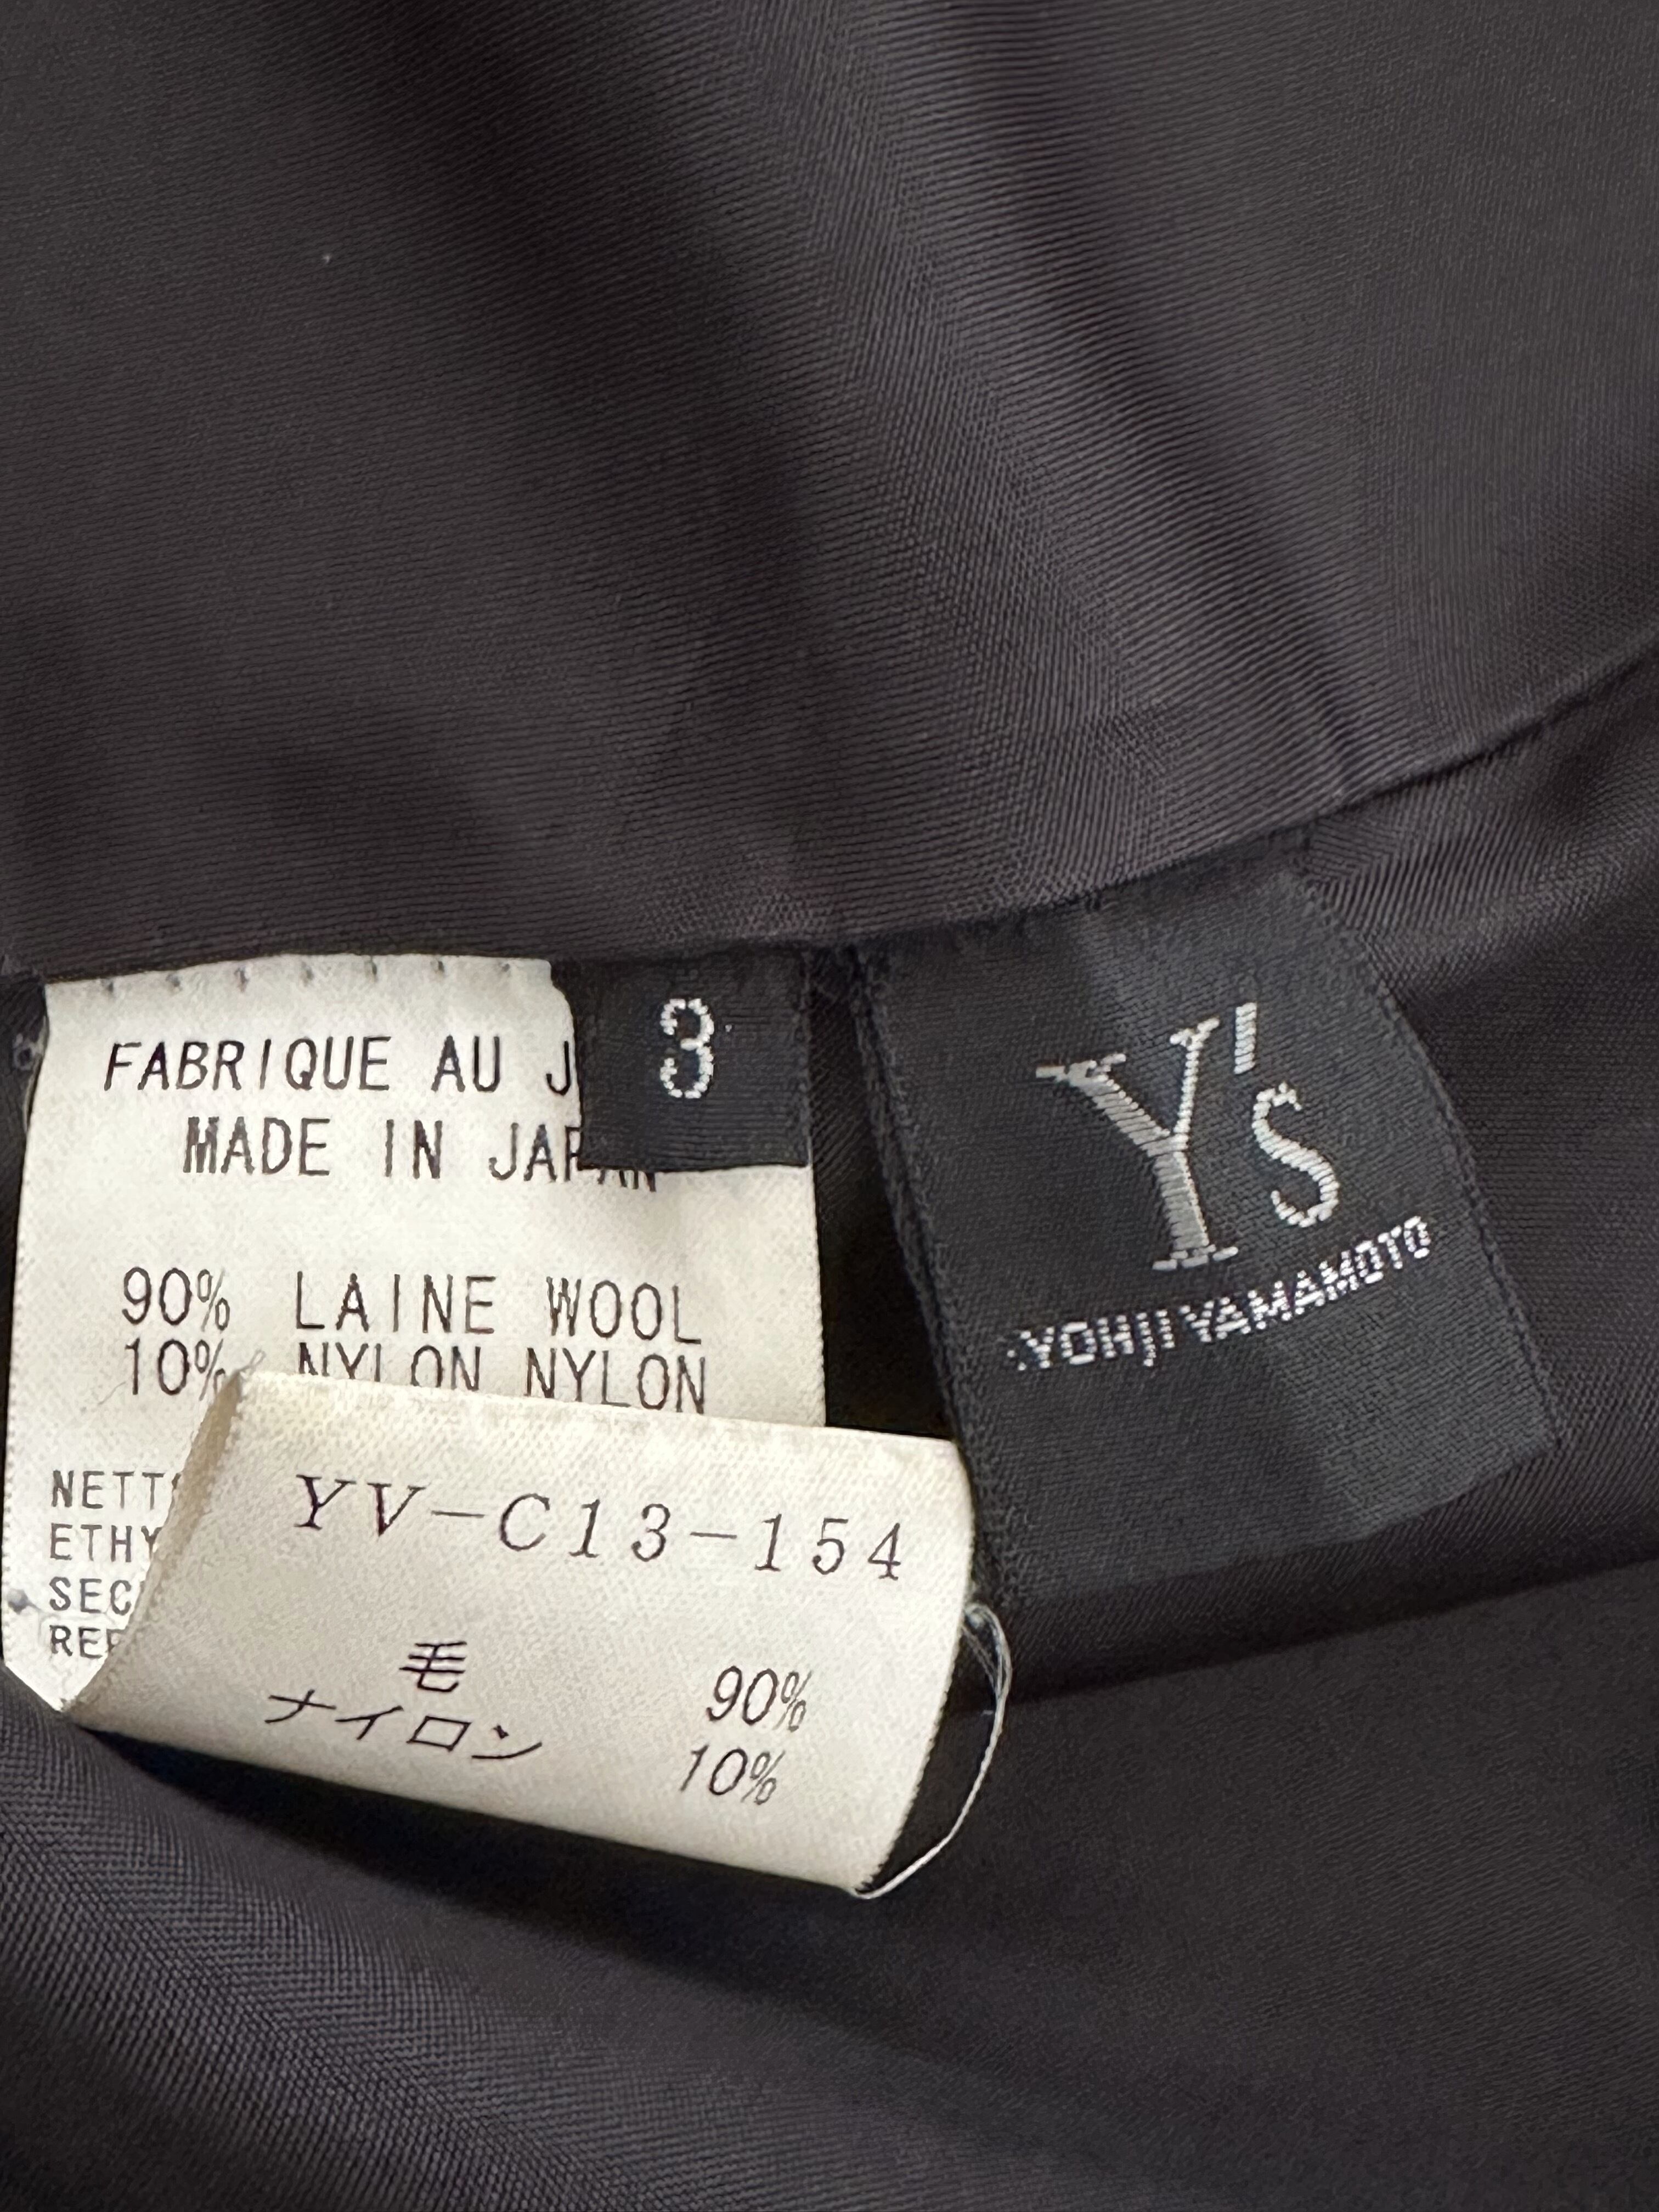 FABRIQUE AU J
MADE IN JAPAN
90% LAINE WOOL
10% NYLON NYLON
3
Y's
YOHJI YAMAMOTO
YV-C13-154
毛 90%
ナイロン 10%